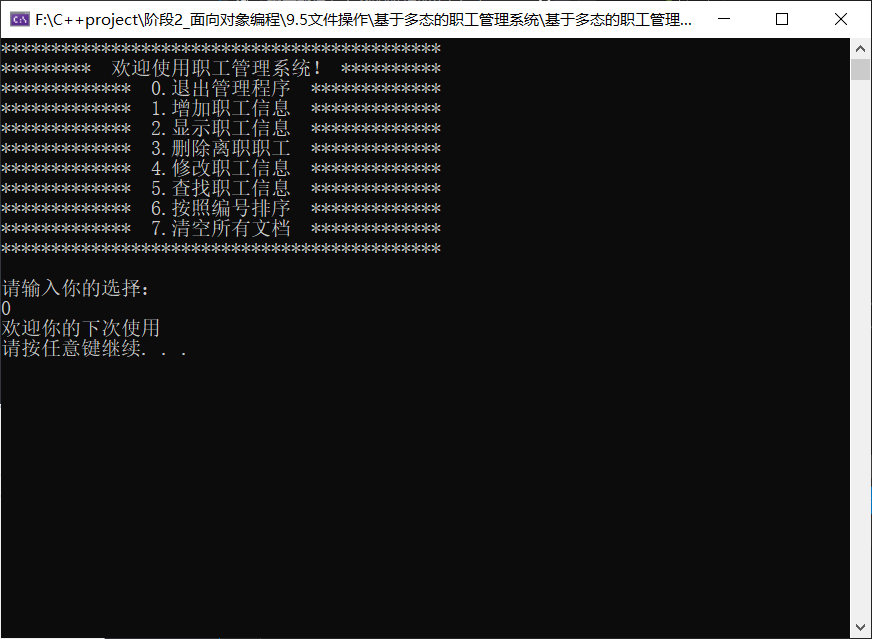 F:\C++project\阶段2_面向对象编程\9.5文件操作\基于多态的职工管理系统\基于多态的职工管理...
********************************************
*********  欢迎使用职工管理系统！ **********
*************  0.退出管理程序  *************
*************  1.增加职工信息  *************
*************  2.显示职工信息  *************
*************  3.删除离职职工  *************
*************  4.修改职工信息  *************
*************  5.查找职工信息  *************
*************  6.按照编号排序  *************
*************  7.清空所有文档  *************
********************************************
请输入你的选择：
0
欢迎你的下次使用
请按任意键继续. . .